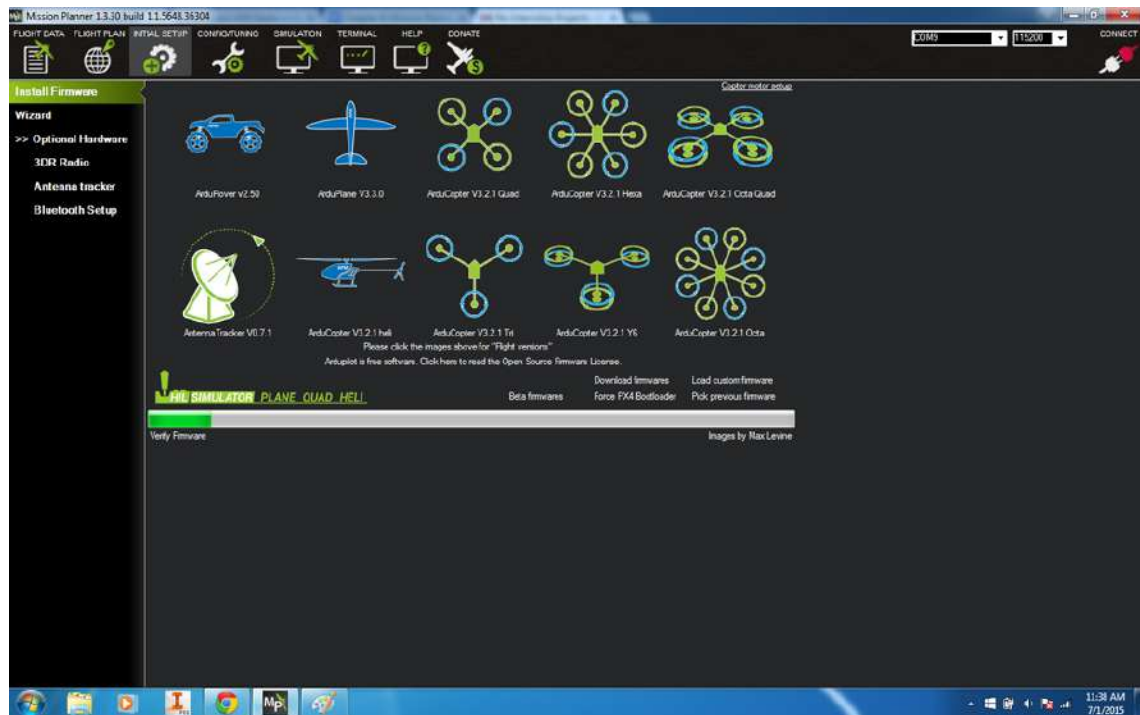 Mission Planner 1.3.30 build 1.1.5648.36304
FLIGHT DATA FLIGHT PLAN INITIAL SETUP CONFIG/TUNING SIMULATION TERMINAL HELP DONATE
COM9 115200 CONNECT
Install Firmware
Wizard
>> Optional Hardware
3DR Radio
Antenna tracker
Bluetooth Setup
Copter motor setup
ArduRover v2.50 ArduPlane V3.3.0 ArduCopter V3.2.1 Quad ArduCopter V3.2.1 Hexa ArduCopter V3.2.1 Octa Quad
AntennaTracker V0.7.1 ArduCopter V3.2.1 heli ArduCopter V3.2.1 Tri ArduCopter V3.2.1 Y6 ArduCopter V3.2.1 Octa
Please click the images above for "Flight versions"
Ardupilot is free software. Click here to read the Open Source firmware License.
Download firmwares Load custom firmware
HIL SIMULATOR PLANE QUAD HELI Beta firmwares Force PX4 Bootloader Pick previous firmware
Verify Firmware Images by Max Levine
MP
11:38 AM
7/1/2015